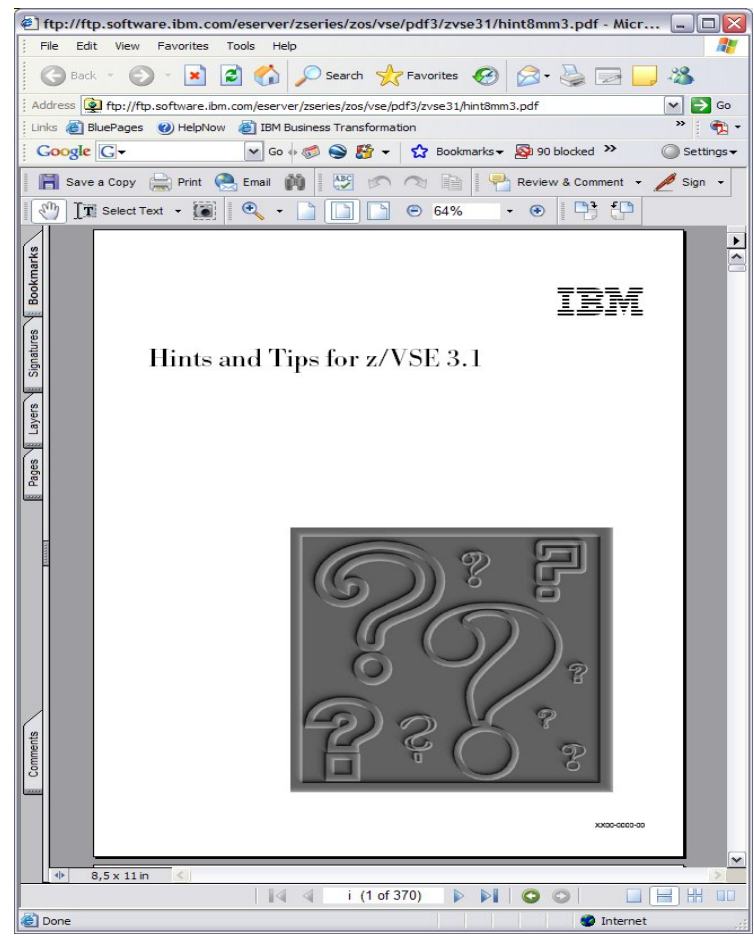 ftp://ftp.software.ibm.com/eserver/zseries/zos/vse/pdf3/zvse31/hint8mm3.pdf - Micr...
File Edit View Favorites Tools Help
Back Search Favorites
Address ftp://ftp.software.ibm.com/eserver/zseries/zos/vse/pdf3/zvse31/hint8mm3.pdf Go
Links BluePages HelpNow IBM Business Transformation »
Google G Go Bookmarks 90 blocked » Settings
Save a Copy Print Email ABC Review & Comment Sign
Select Text 64%
Bookmarks
Signatures
Layers
Pages
Comments
IBM
Hints and Tips for z/VSE 3.1
XX00-0000-00
8,5 x 11 in
i (1 of 370)
Done Internet